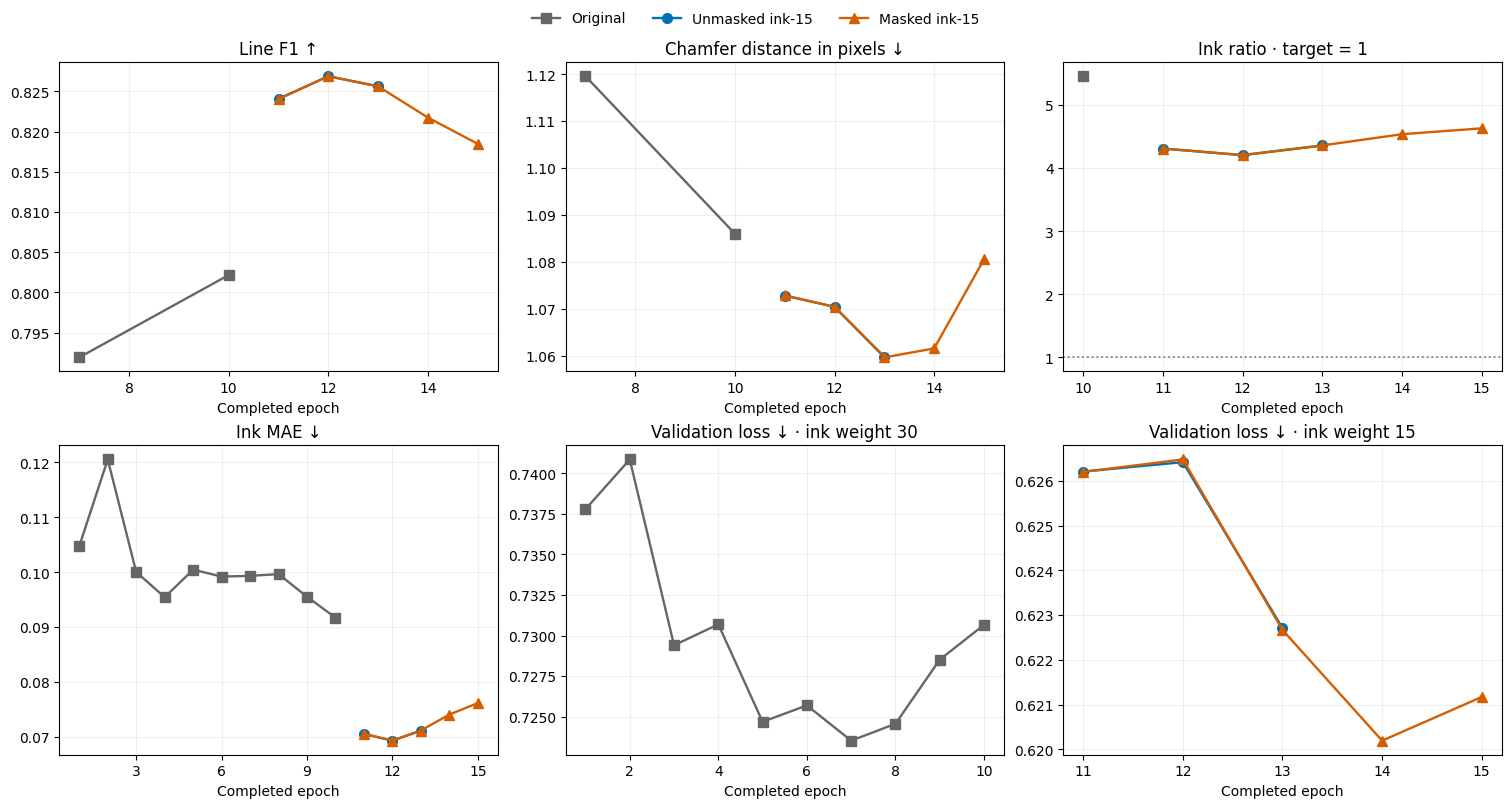 Original Unmasked ink-15 Masked ink-15
Line F1 ↑
0.825
0.820
0.815
0.810
0.805
0.800
0.795
8 10 12 14
Completed epoch
Chamfer distance in pixels ↓
1.12
1.11
1.10
1.09
1.08
1.07
1.06
8 10 12 14
Completed epoch
Ink ratio · target = 1
5
4
3
2
1
10 11 12 13 14 15
Completed epoch
Ink MAE ↓
0.12
0.11
0.10
0.09
0.08
0.07
3 6 9 12 15
Completed epoch
Validation loss ↓ · ink weight 30
0.7400
0.7375
0.7350
0.7325
0.7300
0.7275
0.7250
2 4 6 8 10
Completed epoch
Validation loss ↓ · ink weight 15
0.626
0.625
0.624
0.623
0.622
0.621
0.620
11 12 13 14 15
Completed epoch